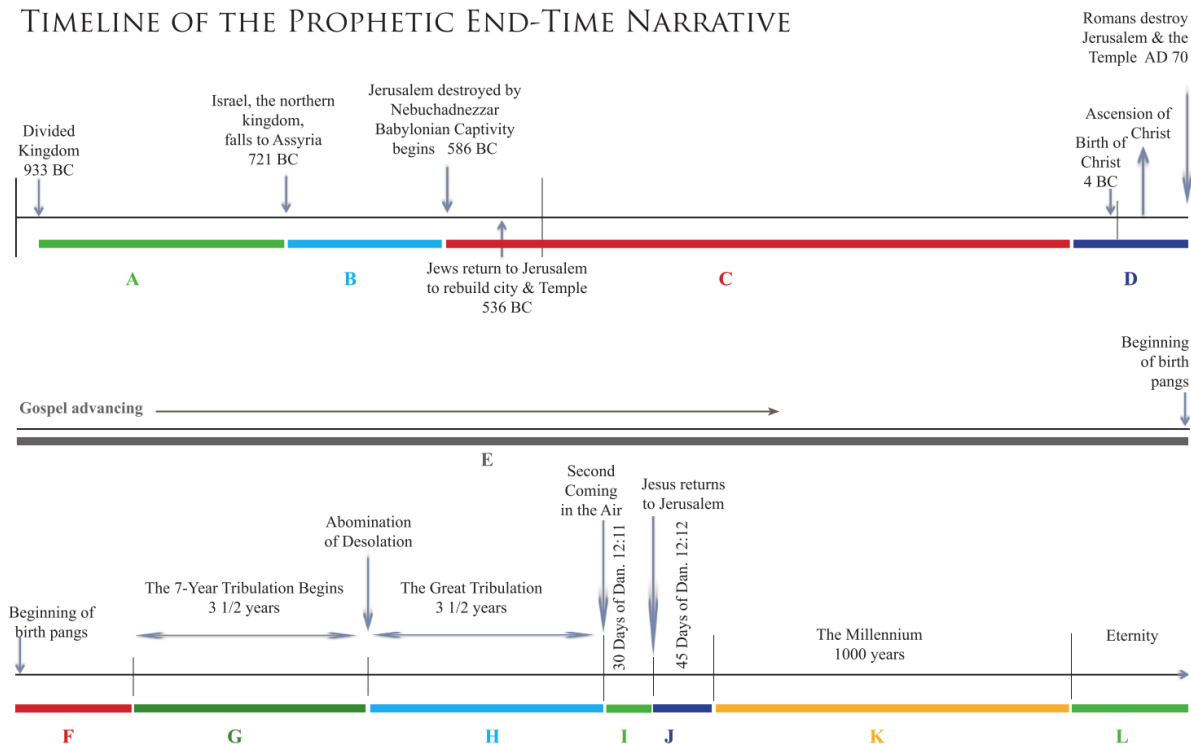 TIMELINE OF THE PROPHETIC END-TIME NARRATIVE
Romans destroy
Jerusalem & the
Temple AD 70
Divided
Kingdom
933 BC
Israel, the northern
kingdom,
falls to Assyria
721 BC
Jerusalem destroyed by
Nebuchadnezzar
Babylonian Captivity
begins 586 BC
Birth of
Christ
4 BC
Ascension of
Christ
A
B
Jews return to Jerusalem
to rebuild city & Temple
536 BC
C
D
Gospel advancing
Beginning
of birth
pangs
E
Beginning of
birth pangs
The 7-Year Tribulation Begins
3 1/2 years
Abomination
of Desolation
The Great Tribulation
3 1/2 years
Second
Coming
in the Air
30 Days of Dan. 12:11
Jesus returns
to Jerusalem
45 Days of Dan. 12:12
The Millennium
1000 years
Eternity
F
G
H
I
J
K
L